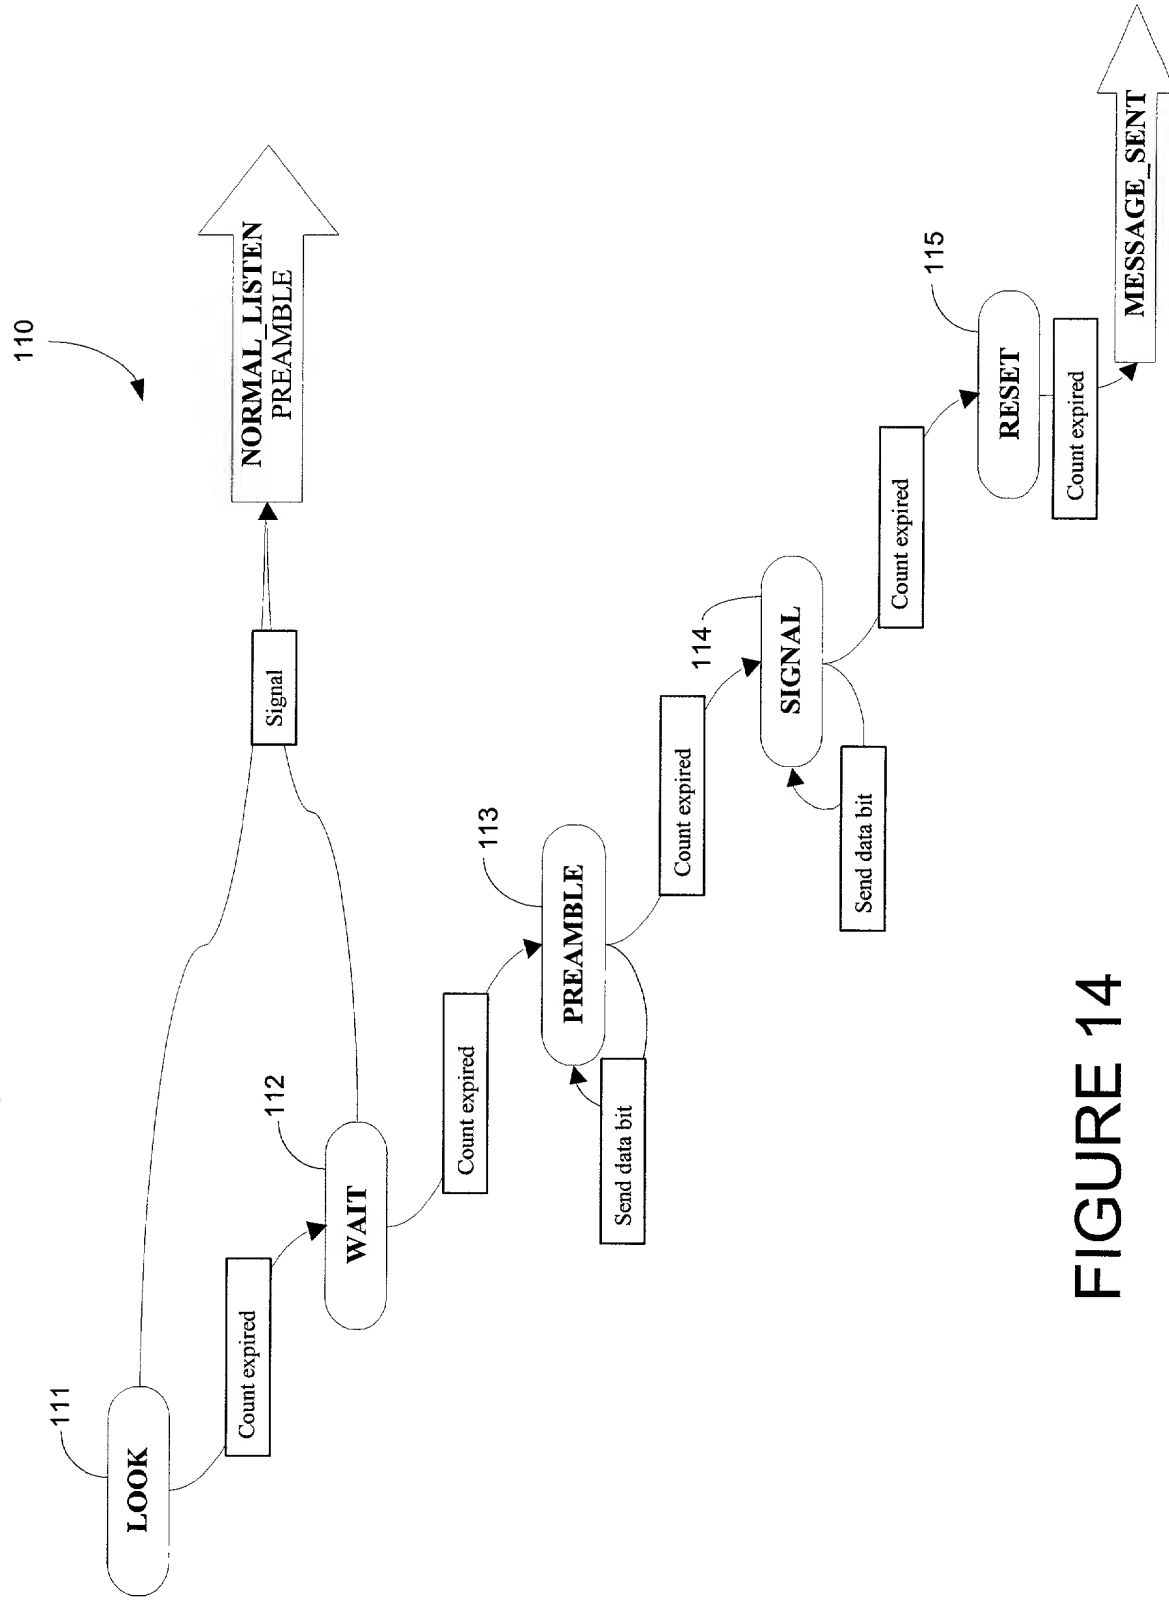 110
NORMAL_LISTEN
PREAMBLE
111
LOOK
Signal
Count expired
112
WAIT
Count expired
113
PREAMBLE
Send data bit
Count expired
114
SIGNAL
Send data bit
Count expired
115
RESET
Count expired
MESSAGE_SENT
FIGURE 14